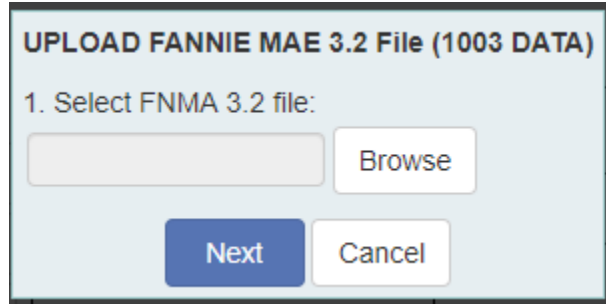 UPLOAD FANNIE MAE 3.2 File (1003 DATA)
1. Select FNMA 3.2 file:
Browse
Next Cancel